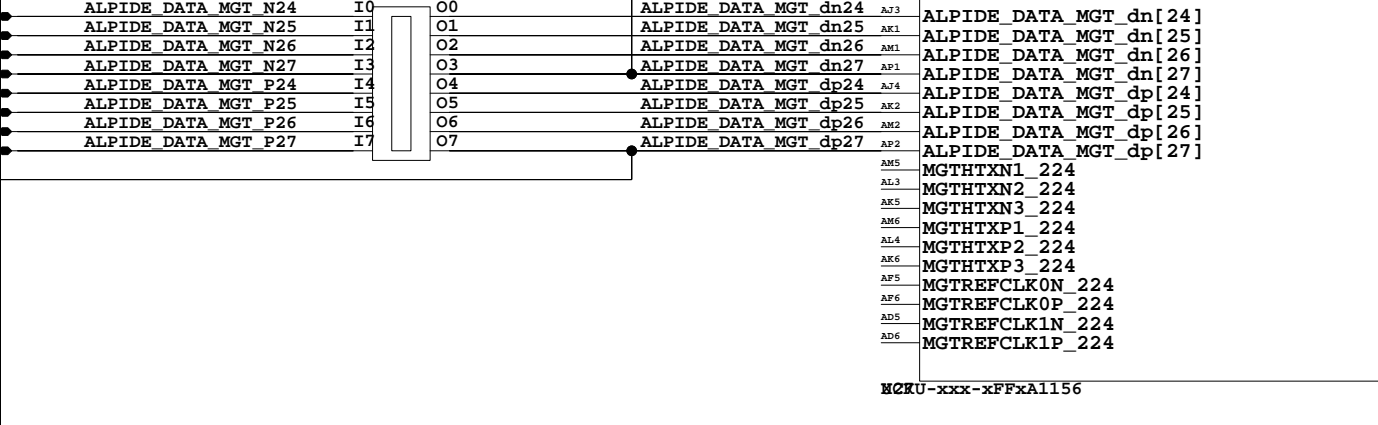 ALPIDE_DATA_MGT_N24 I0 O0 ALPIDE_DATA_MGT_dn24 AJ3 ALPIDE_DATA_MGT_dn[24]
ALPIDE_DATA_MGT_N25 I1 O1 ALPIDE_DATA_MGT_dn25 AK1 ALPIDE_DATA_MGT_dn[25]
ALPIDE_DATA_MGT_N26 I2 O2 ALPIDE_DATA_MGT_dn26 AM1 ALPIDE_DATA_MGT_dn[26]
ALPIDE_DATA_MGT_N27 I3 O3 ALPIDE_DATA_MGT_dn27 AP1 ALPIDE_DATA_MGT_dn[27]
ALPIDE_DATA_MGT_P24 I4 O4 ALPIDE_DATA_MGT_dp24 AJ4 ALPIDE_DATA_MGT_dp[24]
ALPIDE_DATA_MGT_P25 I5 O5 ALPIDE_DATA_MGT_dp25 AK2 ALPIDE_DATA_MGT_dp[25]
ALPIDE_DATA_MGT_P26 I6 O6 ALPIDE_DATA_MGT_dp26 AM2 ALPIDE_DATA_MGT_dp[26]
ALPIDE_DATA_MGT_P27 I7 O7 ALPIDE_DATA_MGT_dp27 AP2 ALPIDE_DATA_MGT_dp[27]
AM5 MGTHTXN1_224
AL3 MGTHTXN2_224
AK5 MGTHTXN3_224
AM6 MGTHTXP1_224
AL4 MGTHTXP2_224
AK6 MGTHTXP3_224
AF5 MGTREFCLK0N_224
AF6 MGTREFCLK0P_224
AD5 MGTREFCLK1N_224
AD6 MGTREFCLK1P_224